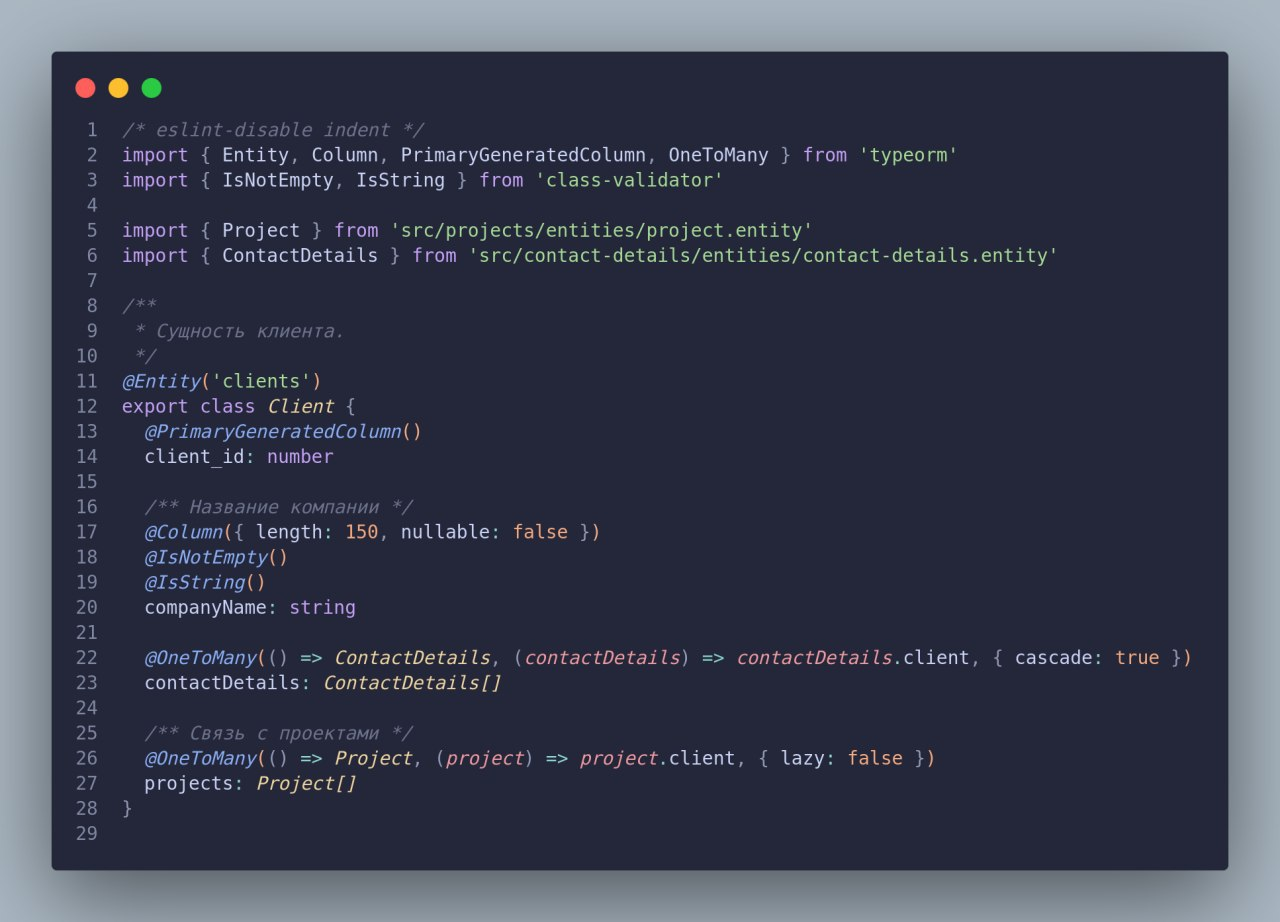 1 /* eslint-disable indent */
2 import { Entity, Column, PrimaryGeneratedColumn, OneToMany } from 'typeorm'
3 import { IsNotEmpty, IsString } from 'class-validator'
4
5 import { Project } from 'src/projects/entities/project.entity'
6 import { ContactDetails } from 'src/contact-details/entities/contact-details.entity'
7
8 /**
9  * Сущность клиента.
10  */
11 @Entity('clients')
12 export class Client {
13   @PrimaryGeneratedColumn()
14   client_id: number
15
16   /** Название компании */
17   @Column({ length: 150, nullable: false })
18   @IsNotEmpty()
19   @IsString()
20   companyName: string
21
22   @OneToMany(() => ContactDetails, (contactDetails) => contactDetails.client, { cascade: true })
23   contactDetails: ContactDetails[]
24
25   /** Связь с проектами */
26   @OneToMany(() => Project, (project) => project.client, { lazy: false })
27   projects: Project[]
28 }
29